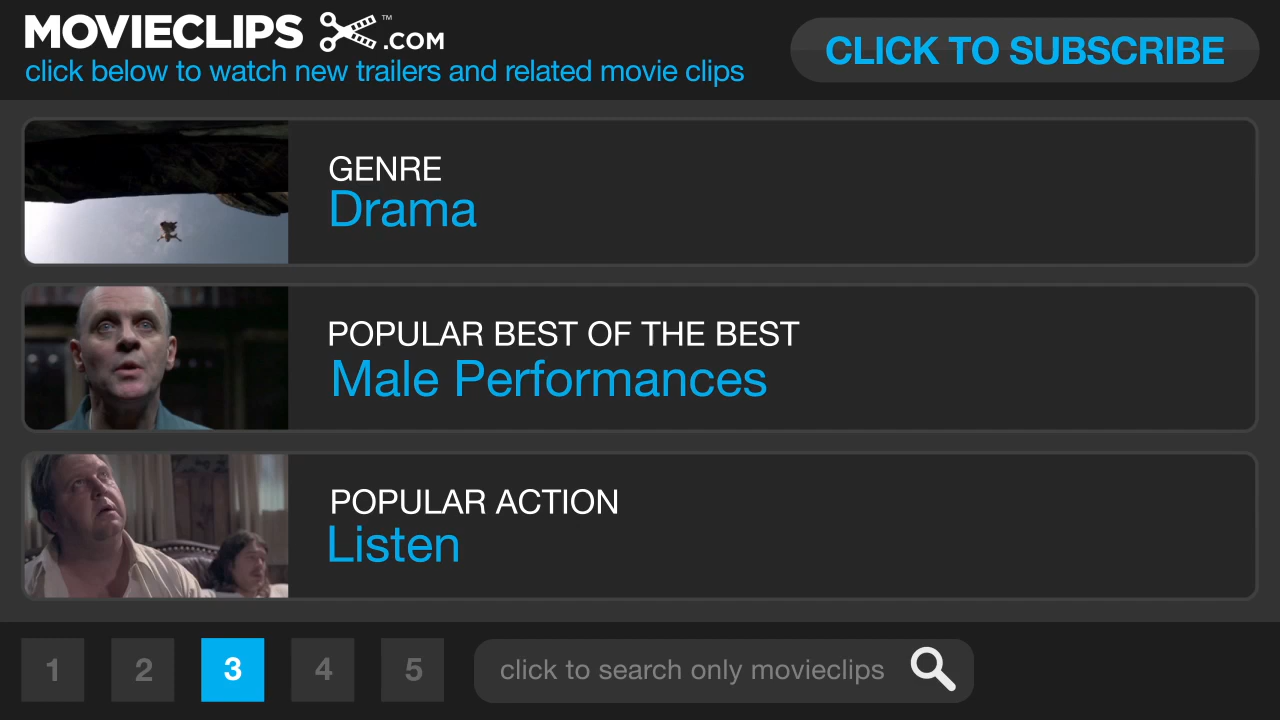 MOVIECLIPS ™ .COM
click below to watch new trailers and related movie clips
CLICK TO SUBSCRIBE
GENRE
Drama
POPULAR BEST OF THE BEST
Male Performances
POPULAR ACTION
Listen
1 2 3 4 5
click to search only movieclips